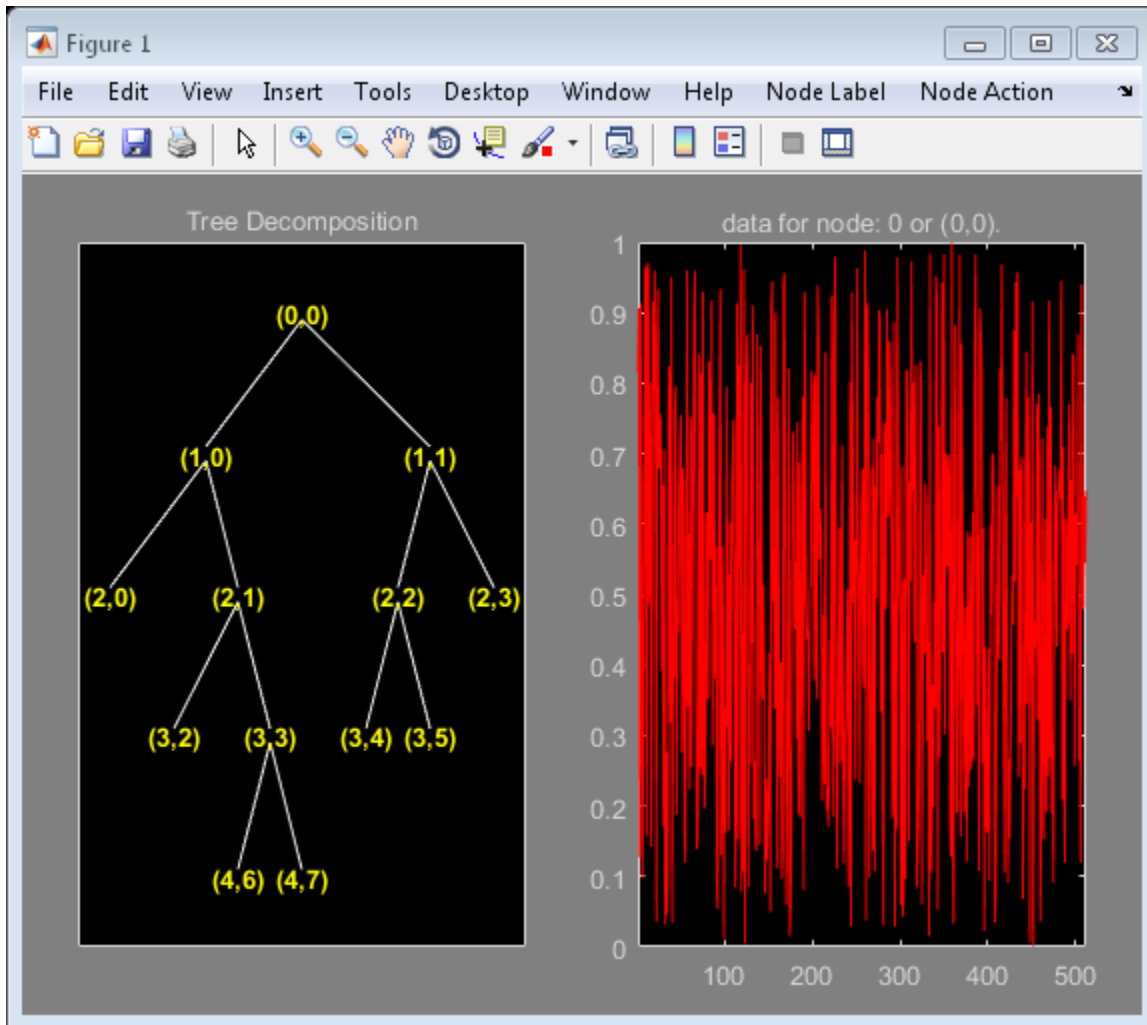 Figure 1
File Edit View Insert Tools Desktop Window Help Node Label Node Action
Tree Decomposition
(0,0)
(1,0) (1,1)
(2,0) (2,1) (2,2) (2,3)
(3,2) (3,3) (3,4) (3,5)
(4,6) (4,7)
data for node: 0 or (0,0).
1
0.9
0.8
0.7
0.6
0.5
0.4
0.3
0.2
0.1
0
100 200 300 400 500